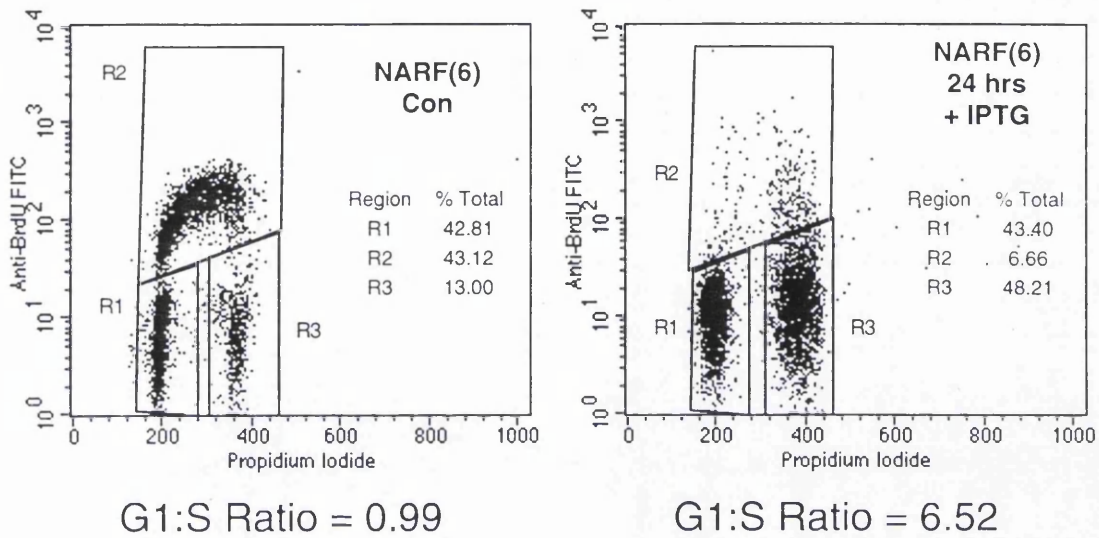 10^4
10^3
10^2
10^1
10^0
Anti-BrdU FITC
R2
R1
R3
NARF(6)
Con
Region % Total
R1 42.81
R2 43.12
R3 13.00
0 200 400 600 800 1000
Propidium Iodide
G1:S Ratio = 0.99
10^4
10^3
10^2
10^1
10^0
Anti-BrdU FITC
R2
R1
R3
NARF(6)
24 hrs
+ IPTG
Region % Total
R1 43.40
R2 6.66
R3 48.21
0 200 400 600 800 1000
Propidium Iodide
G1:S Ratio = 6.52